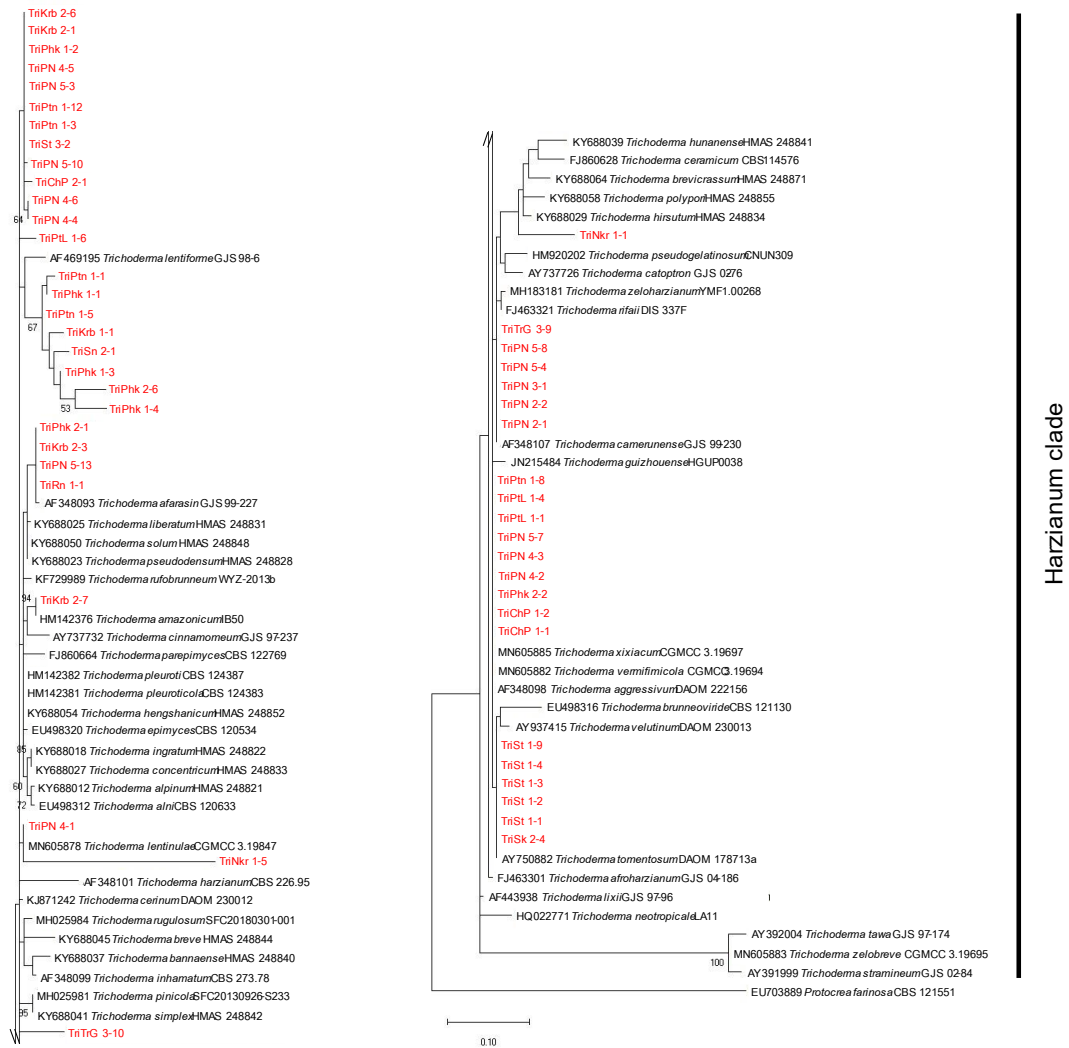 TriKrb 2-6
TriKrb 2-1
TriPhk 1-2
TriPN 4-5
TriPN 5-3
TriPtn 1-12
TriPtn 1-3
TriSt 3-2
TriPN 5-10
TriChP 2-1
TriPN 4-6
64
TriPN 4-4
TriPtL 1-6
AF469195 Trichoderma lentiforme GJS 98-6
TriPtn 1-1
TriPhk 1-1
TriPtn 1-5
67
TriKrb 1-1
TriSn 2-1
TriPhk 1-3
TriPhk 2-6
53
TriPhk 1-4
TriPhk 2-1
TriKrb 2-3
TriPN 5-13
TriRn 1-1
AF348093 Trichoderma afarasin GJS 99-227
KY688025 Trichoderma liberatum HMAS 248831
KY688050 Trichoderma solum HMAS 248848
KY688023 Trichoderma pseudodensum HMAS 248828
KF729989 Trichoderma rufobrunneum WYZ-2013b
94
TriKrb 2-7
HM142376 Trichoderma amazonicum IB50
AY737732 Trichoderma cinnamomeum GJS 97-237
FJ860664 Trichoderma parepimyces CBS 122769
HM142382 Trichoderma pleuroti CBS 124387
HM142381 Trichoderma pleuroticola CBS 124383
KY688054 Trichoderma hengshanicum HMAS 248852
EU498320 Trichoderma epimyces CBS 120534
85
KY688018 Trichoderma ingratum HMAS 248822
KY688027 Trichoderma concentricum HMAS 248833
60
KY688012 Trichoderma alpinum HMAS 248821
72
EU498312 Trichoderma alni CBS 120633
TriPN 4-1
MN605878 Trichoderma lentinulae CGMCC 3.19847
TriNkr 1-5
AF348101 Trichoderma harzianum CBS 226.95
KJ871242 Trichoderma cerinum DAOM 230012
MH025984 Trichoderma rugulosum SFC20180301-001
KY688045 Trichoderma breve HMAS 248844
KY688037 Trichoderma bannaense HMAS 248840
AF348099 Trichoderma inhamatum CBS 273.78
MH025981 Trichoderma pinicola SFC20130926-S233
95
KY688041 Trichoderma simplex HMAS 248842
TriTrG 3-10
KY688039 Trichoderma hunanense HMAS 248841
FJ860628 Trichoderma ceramicum CBS114576
KY688064 Trichoderma brevicrassum HMAS 248871
KY688058 Trichoderma polypori HMAS 248855
KY688029 Trichoderma hirsutum HMAS 248834
TriNkr 1-1
HM920202 Trichoderma pseudogelatinosum CNUN309
AY737726 Trichoderma catoptron GJS 0276
MH183181 Trichoderma zeloharzianum YMF1.00268
FJ463321 Trichoderma rifaii DIS 337F
TriTrG 3-9
TriPN 5-8
TriPN 5-4
TriPN 3-1
TriPN 2-2
TriPN 2-1
AF348107 Trichoderma camerunense GJS 99-230
JN215484 Trichoderma guizhouense HGUP0038
TriPtn 1-8
TriPtL 1-4
TriPtL 1-1
TriPN 5-7
TriPN 4-3
TriPN 4-2
TriPhk 2-2
TriChP 1-2
TriChP 1-1
MN605885 Trichoderma xixiacum CGMCC 3.19697
MN605882 Trichoderma vermifimicola CGMCC3.19694
AF348098 Trichoderma aggressivum DAOM 222156
EU498316 Trichoderma brunneoviride CBS 121130
AY937415 Trichoderma velutinum DAOM 230013
TriSt 1-9
TriSt 1-4
TriSt 1-3
TriSt 1-2
TriSt 1-1
TriSk 2-4
AY750882 Trichoderma tomentosum DAOM 178713a
FJ463301 Trichoderma afroharzianum GJS 04-186
AF443938 Trichoderma lixii GJS 97-96
HQ022771 Trichoderma neotropicale LA11
AY392004 Trichoderma tawa GJS 97-174
MN605883 Trichoderma zelobreve CGMCC 3.19695
100
AY391999 Trichoderma stramineum GJS 02-84
EU703889 Protocrea farinosa CBS 121551
0.10
Harzianum clade